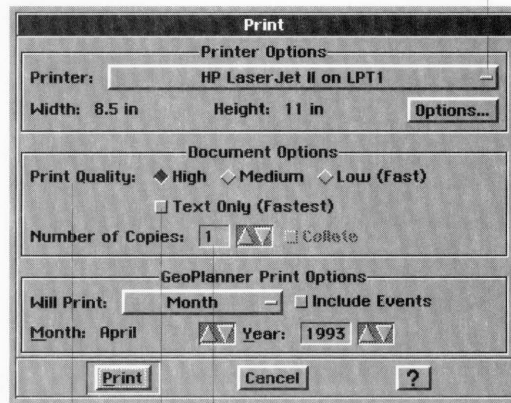 Print
Printer Options
Printer: HP LaserJet II on LPT1
Width: 8.5 in Height: 11 in Options...
Document Options
Print Quality: High Medium Low (Fast)
Text Only (Fastest)
Number of Copies: 1 Collate
GeoPlanner Print Options
Will Print: Month Include Events
Month: April Year: 1993
Print Cancel ?